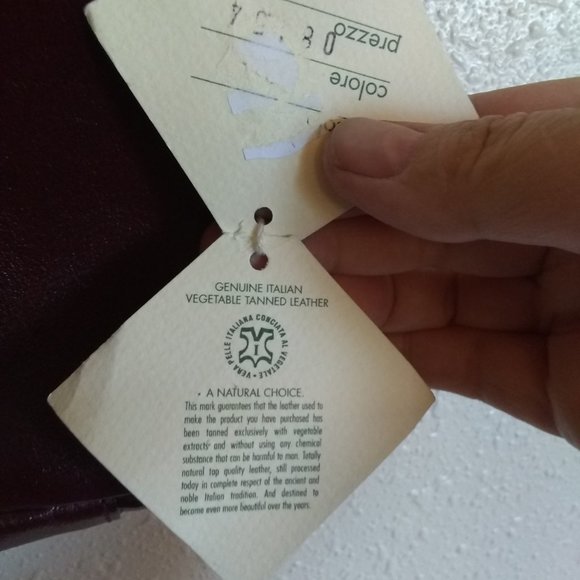 prezzo
colore
GENUINE ITALIAN
VEGETABLE TANNED LEATHER
VERA PELLE ITALIANA CONCIATA AL VEGETALE •
I
• A NATURAL CHOICE.
This mark guarantees that the leather used to
make the product you have purchased has
been tanned exclusively with vegetable
extracts and without using any chemical
substance that can be harmful to man. Totally
natural top quality leather, still processed
today in complete respect of the ancient and
noble Italian tradition. And destined to
become even more beautiful over the years.